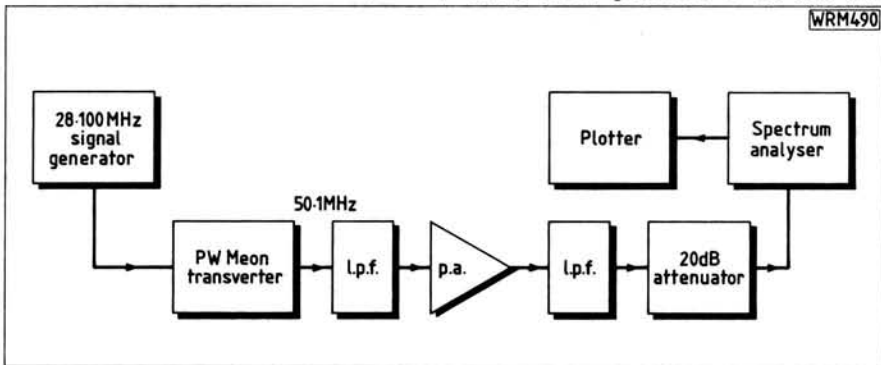 WRM490
28·100MHz
signal
generator
Plotter
Spectrum
analyser
50·1MHz
PW Meon
transverter
l.p.f.
p.a.
l.p.f.
20dB
attenuator